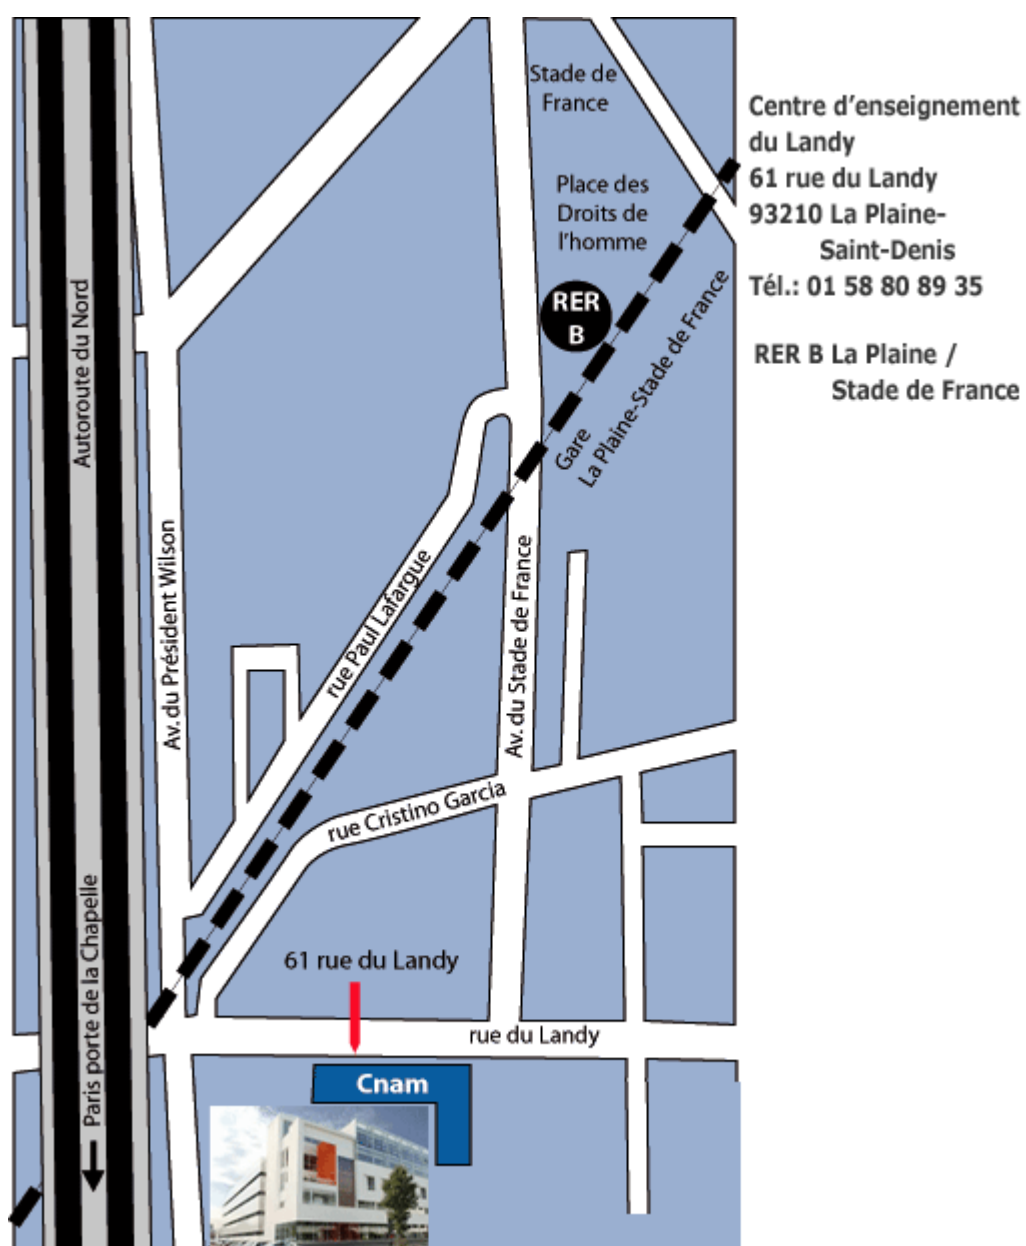 Stade de
France
Place des
Droits de
l'homme
RER
B
Gare
La Plaine-Stade de France
Autoroute du Nord
Av. du Président Wilson
rue Paul Lafargue
Av. du Stade de France
rue Cristino Garcia
Paris porte de la Chapelle
61 rue du Landy
rue du Landy
Cnam
Centre d'enseignement
du Landy
61 rue du Landy
93210 La Plaine-
Saint-Denis
Tél.: 01 58 80 89 35
RER B La Plaine /
Stade de France